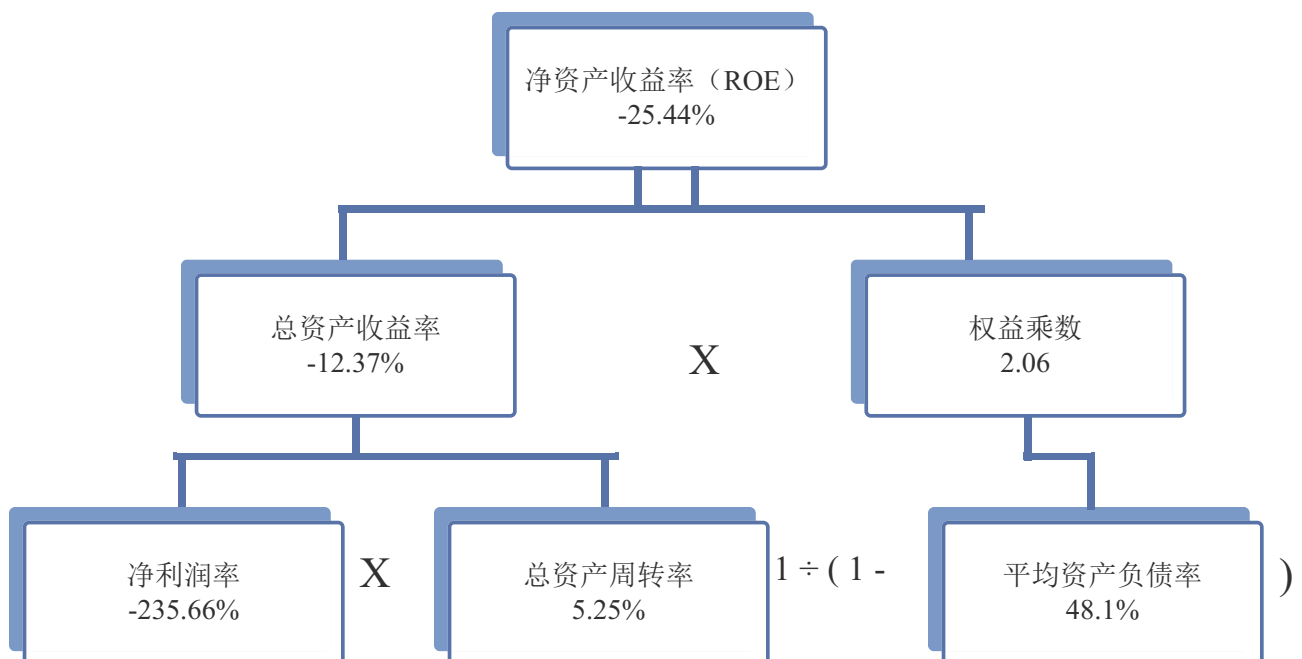 净资产收益率（ROE）
-25.44%
总资产收益率
-12.37%
X
权益乘数
2.06
净利润率
-235.66%
X
总资产周转率
5.25%
1 ÷ ( 1 -
平均资产负债率
48.1%
)